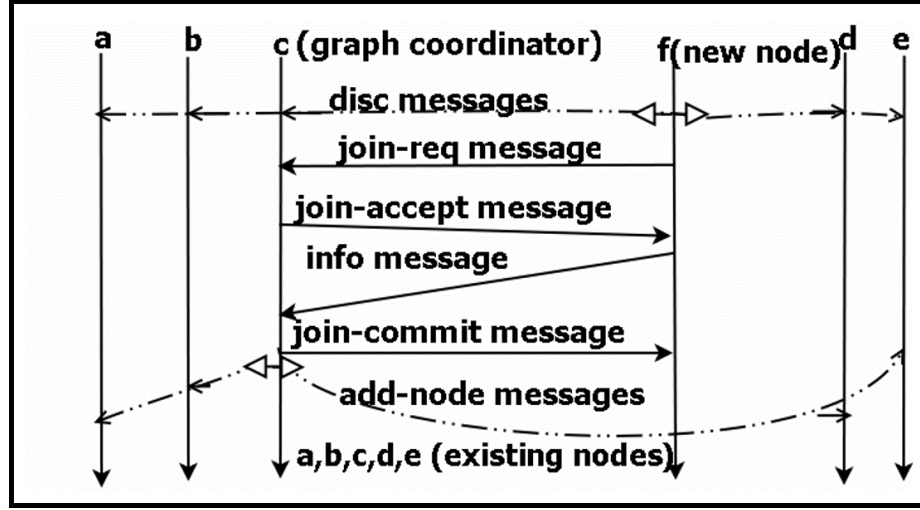 a b c (graph coordinator) f(new node) d e
disc messages
join-req message
join-accept message
info message
join-commit message
add-node messages
a,b,c,d,e (existing nodes)